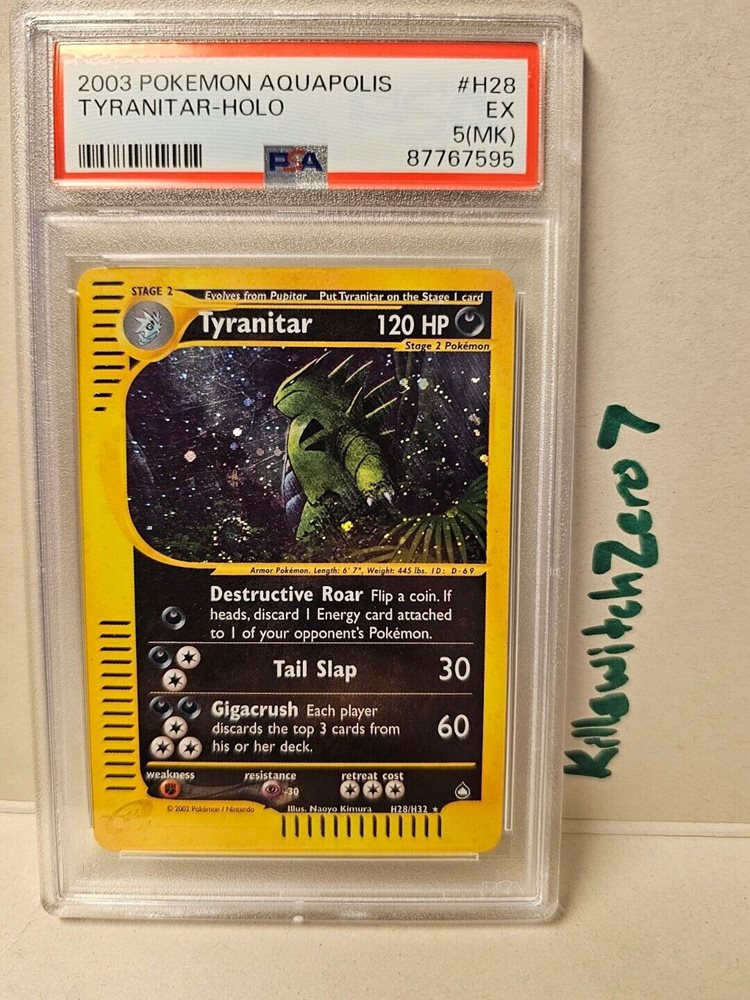 2003 POKEMON AQUAPOLIS #H28
TYRANITAR-HOLO EX
5(MK)
PSA 87767595
STAGE 2 Evolves from Pupitar Put Tyranitar on the Stage 1 card
Tyranitar 120 HP
Stage 2 Pokémon
Armor Pokémon. Length: 6' 7", Weight: 445 lbs. ID: D-69
Destructive Roar Flip a coin. If
heads, discard 1 Energy card attached
to 1 of your opponent's Pokémon.
Tail Slap 30
Gigacrush Each player
discards the top 3 cards from
his or her deck.
60
weakness resistance retreat cost
-30
© 2002 Pokémon / Nintendo Illus. Naoyo Kimura H28/H32 ★
KillswitchZero7